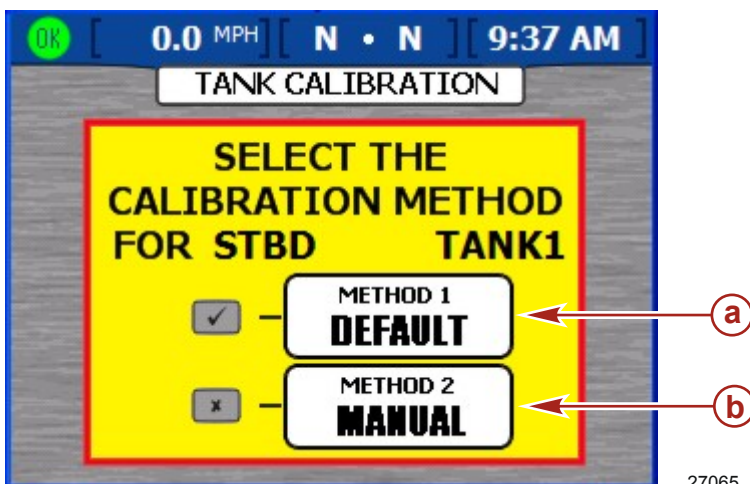 OK [ 0.0 MPH ][ N • N ][ 9:37 AM ]
TANK CALIBRATION
SELECT THE
CALIBRATION METHOD
FOR STBD TANK1
METHOD 1
DEFAULT
a
METHOD 2
MANUAL
b
27065